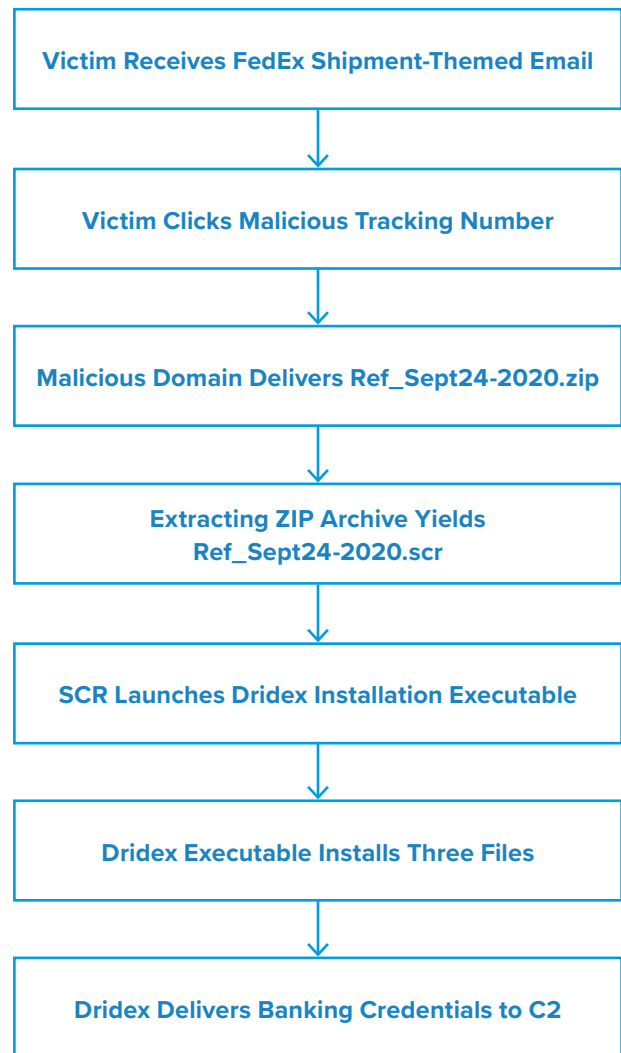 Victim Receives FedEx Shipment-Themed Email
Victim Clicks Malicious Tracking Number
Malicious Domain Delivers Ref_Sept24-2020.zip
Extracting ZIP Archive Yields
Ref_Sept24-2020.scr
SCR Launches Dridex Installation Executable
Dridex Executable Installs Three Files
Dridex Delivers Banking Credentials to C2